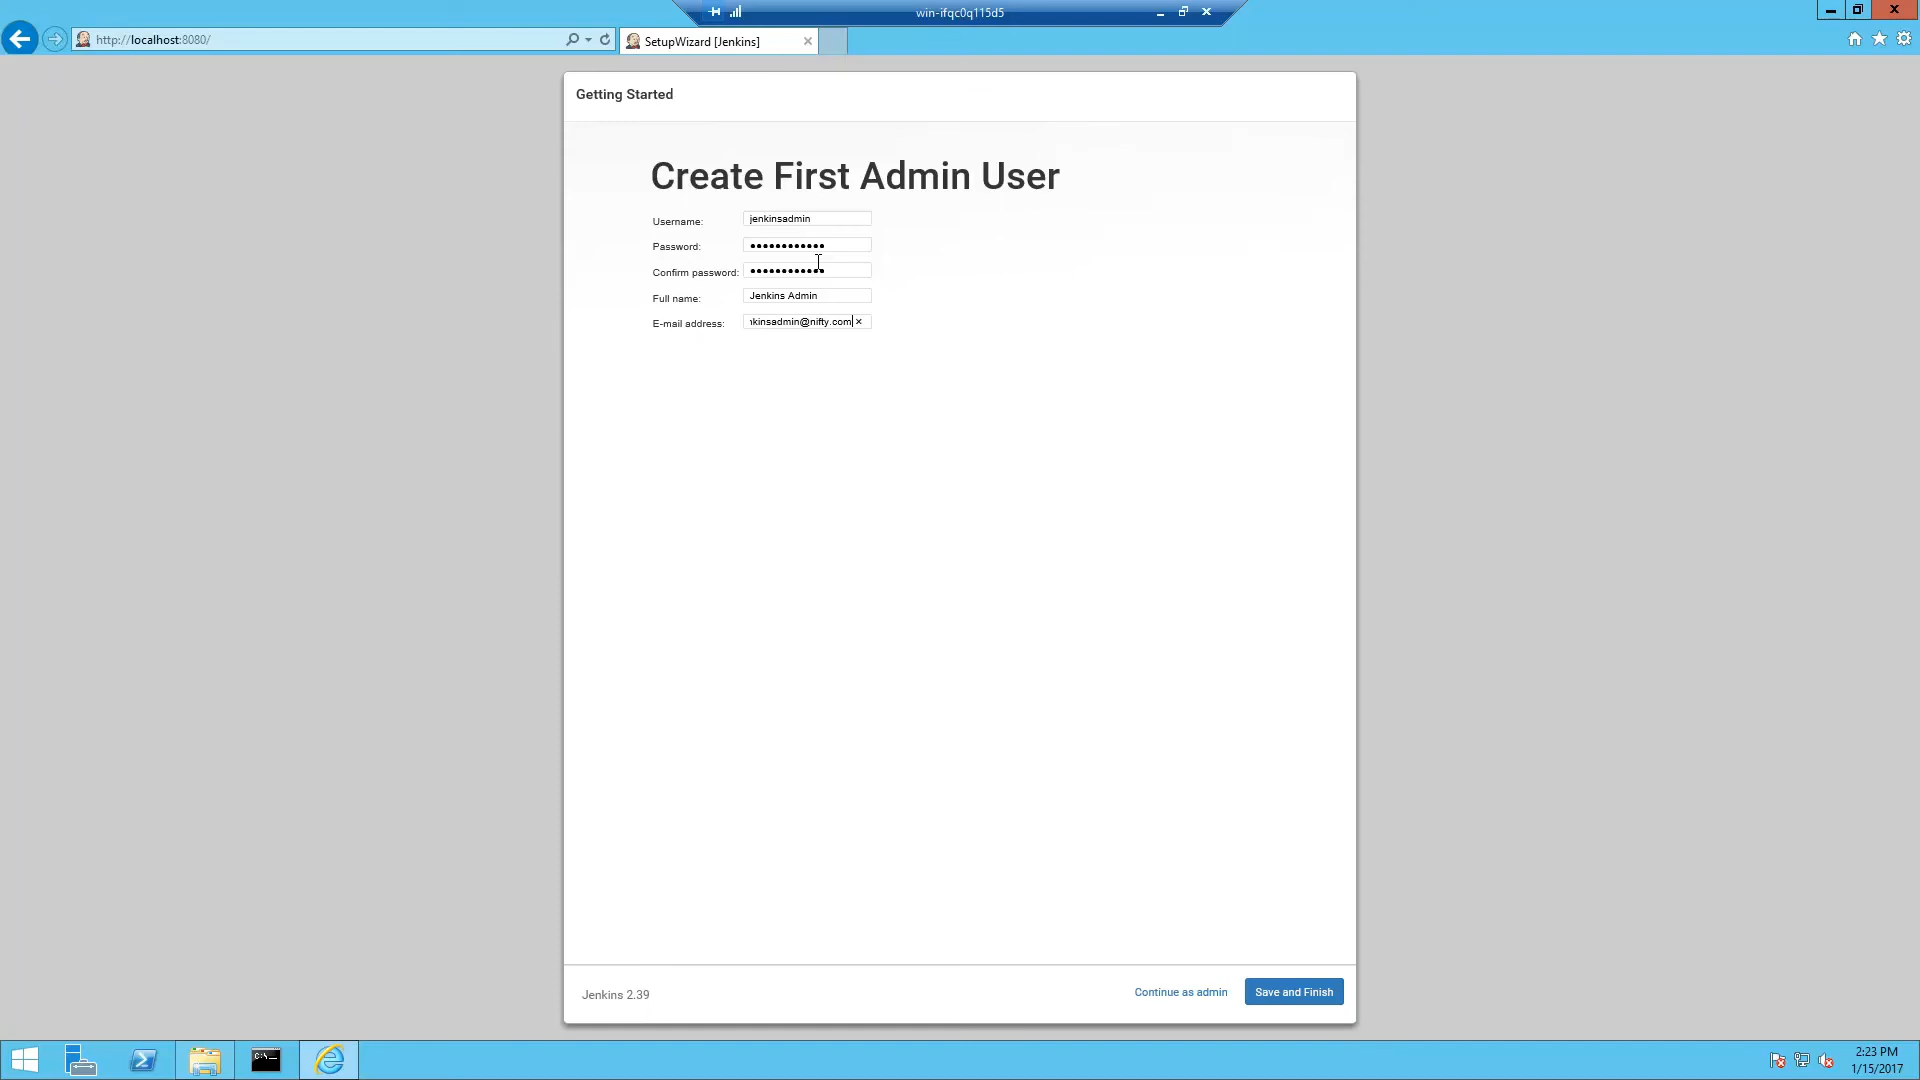 win-ifqc0q115d5
http://localhost:8080/
SetupWizard [Jenkins]
Getting Started
Create First Admin User
Username: jenkinsadmin
Password: ••••••••••••
Confirm password: ••••••••••••
Full name: Jenkins Admin
E-mail address: kinsadmin@nifty.com
Jenkins 2.39
Continue as admin
Save and Finish
C:\_
2:23 PM
1/15/2017